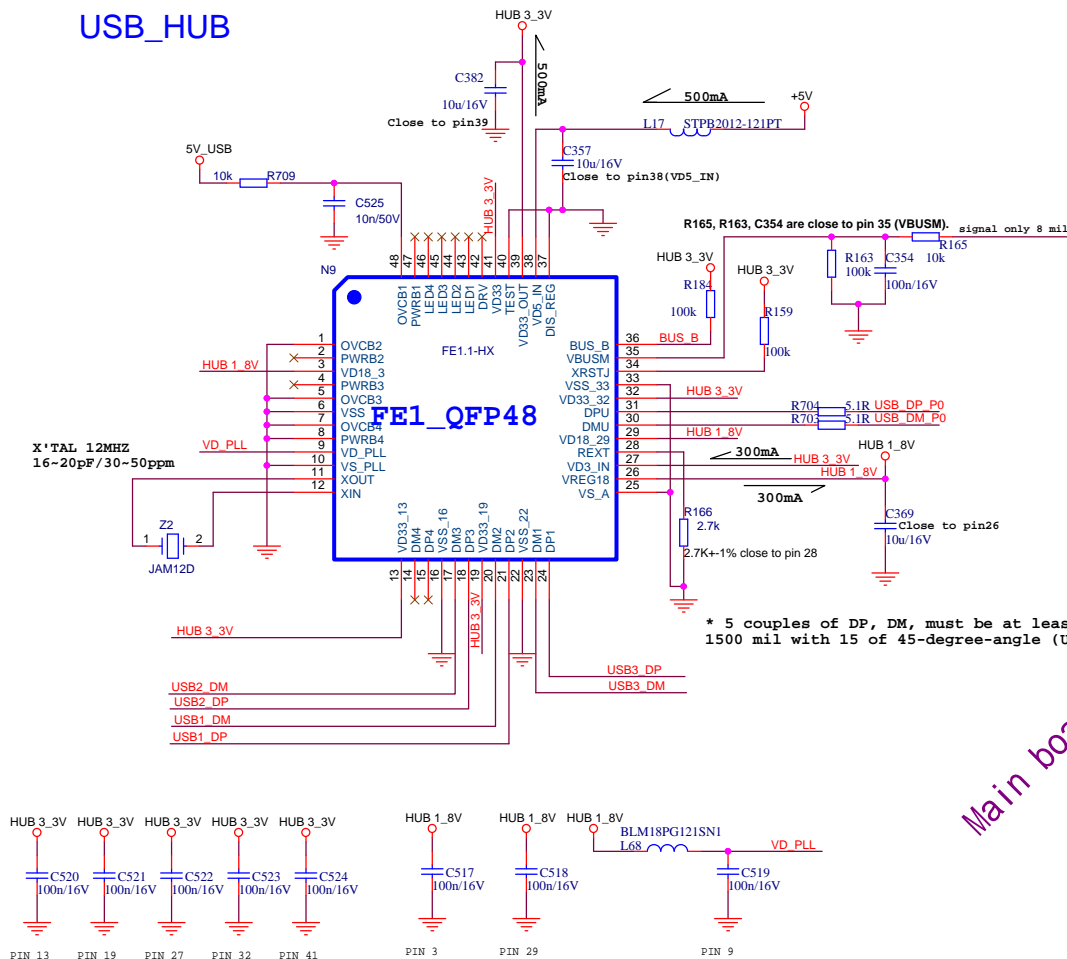 USB_HUB
HUB 3_3V
500mA
C382
10u/16V
Close to pin39
500mA
+5V
L17 STPB2012-121PT
C357
10u/16V
Close to pin38(VD5_IN)
5V_USB
10k R709
C525
10n/50V
HUB 3_3V
R165, R163, C354 are close to pin 35 (VBUSM).
signal only 8 mil
R165
10k
R163
100k
C354
100n/16V
HUB 3_3V
R184
100k
HUB 3_3V
R159
100k
N9
48 47 46 45 44 43 42 41 40 39 38 37
OVCB1
PWRB1
LED4
LED3
LED2
LED1
DRV
VD33
TEST
VD33_OUT
VD5_IN
DIS_REG
FE1.1-HX
FE1_QFP48
1 OVCB2
2 PWRB2
HUB 1_8V
3 VD18_3
4 PWRB3
5 OVCB3
6 VSS
7 OVCB4
8 PWRB4
VD_PLL
9 VD_PLL
10 VS_PLL
11 XOUT
12 XIN
BUS_B 36 BUS_B
VBUSM 35
XRSTJ 34
VSS_33 33
VD33_32 32 HUB 3_3V
DPU 31 R704 5.1R USB_DP_P0
DMU 30 R703 5.1R USB_DM_P0
VD18_29 29 HUB 1_8V
REXT 28
VD3_IN 27 300mA HUB 3_3V
VREG18 26 HUB 1_8V
VS_A 25
300mA
HUB 1_8V
C369
Close to pin26
10u/16V
R166
2.7k
2.7K+-1% close to pin 28
X'TAL 12MHZ
16~20pF/30~50ppm
Z2
1 2
JAM12D
VD33_13
DM4
DP4
VSS_16
DM3
DP3
VD33_19
DM2
DP2
VSS_22
DM1
DP1
13 14 15 16 17 18 19 20 21 22 23 24
HUB 3_3V
HUB 3_3V
* 5 couples of DP, DM, must be at leas
1500 mil with 15 of 45-degree-angle (U
USB3_DP
USB3_DM
USB2_DM
USB2_DP
USB1_DM
USB1_DP
Main boa
HUB 3_3V HUB 3_3V HUB 3_3V HUB 3_3V HUB 3_3V HUB 1_8V HUB 1_8V HUB 1_8V
BLM18PG121SN1
L68 VD_PLL
C520 C521 C522 C523 C524 C517 C518 C519
100n/16V 100n/16V 100n/16V 100n/16V 100n/16V 100n/16V 100n/16V 100n/16V
PIN 13 PIN 19 PIN 27 PIN 32 PIN 41 PIN 3 PIN 29 PIN 9